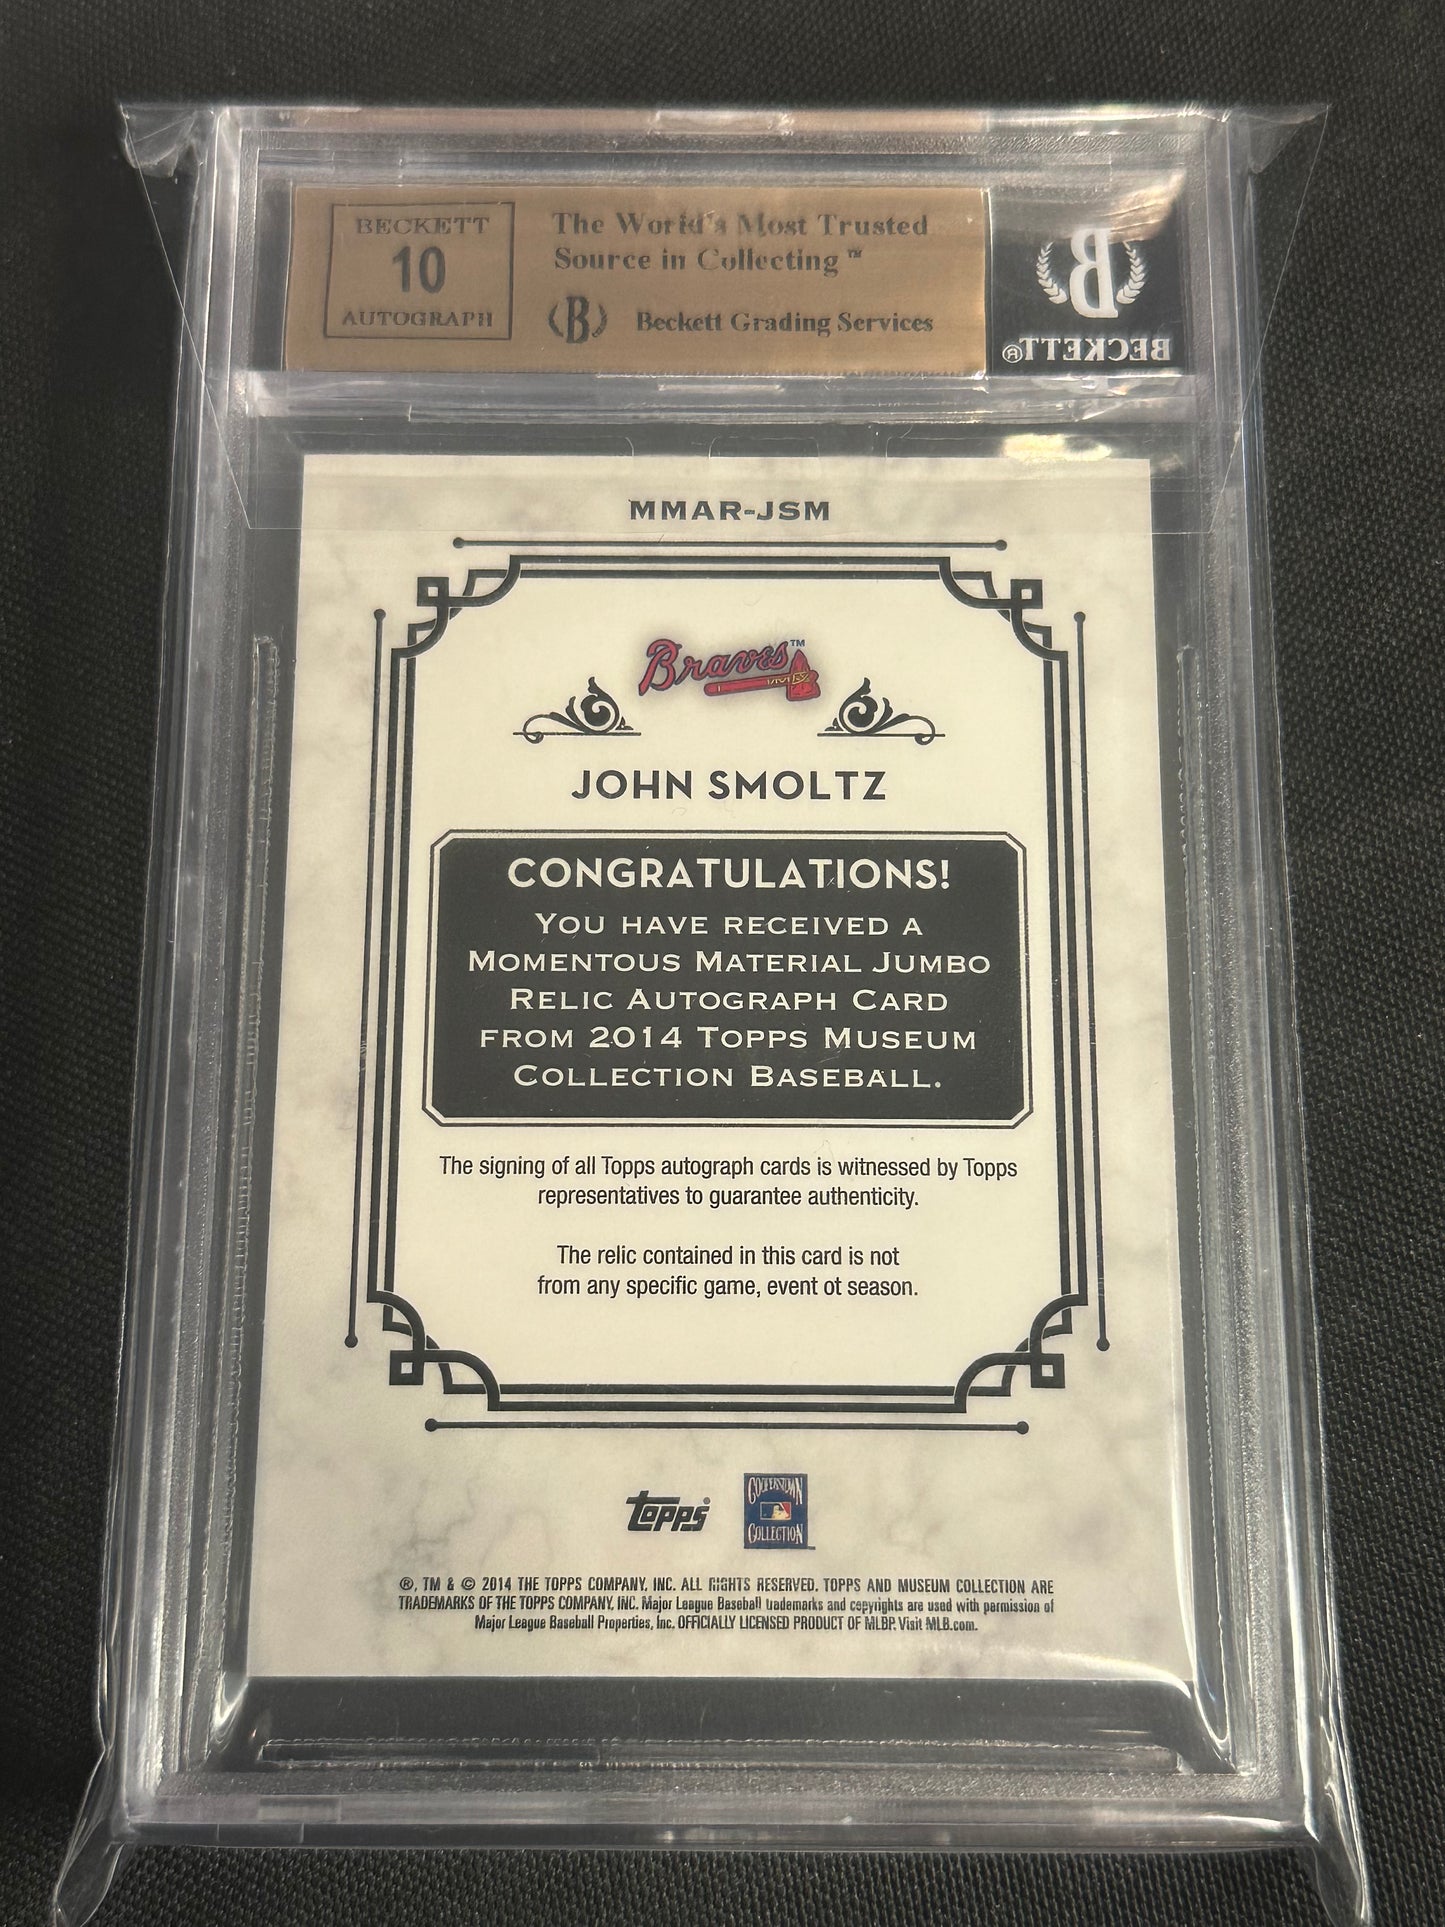 BECKETT
10
AUTOGRAPH
The World's Most Trusted
Source in Collecting™
B
Beckett Grading Services
B
BECKETT®
MMAR-JSM
Braves™
JOHN SMOLTZ
CONGRATULATIONS!
YOU HAVE RECEIVED A
MOMENTOUS MATERIAL JUMBO
RELIC AUTOGRAPH CARD
FROM 2014 TOPPS MUSEUM
COLLECTION BASEBALL.
The signing of all Topps autograph cards is witnessed by Topps
representatives to guarantee authenticity.
The relic contained in this card is not
from any specific game, event ot season.
topps®
COOPERSTOWN
COLLECTION
®, TM & © 2014 THE TOPPS COMPANY, INC. ALL RIGHTS RESERVED. TOPPS AND MUSEUM COLLECTION ARE
TRADEMARKS OF THE TOPPS COMPANY, INC. Major League Baseball trademarks and copyrights are used with permission of
Major League Baseball Properties, Inc. OFFICIALLY LICENSED PRODUCT OF MLBP. Visit MLB.com.